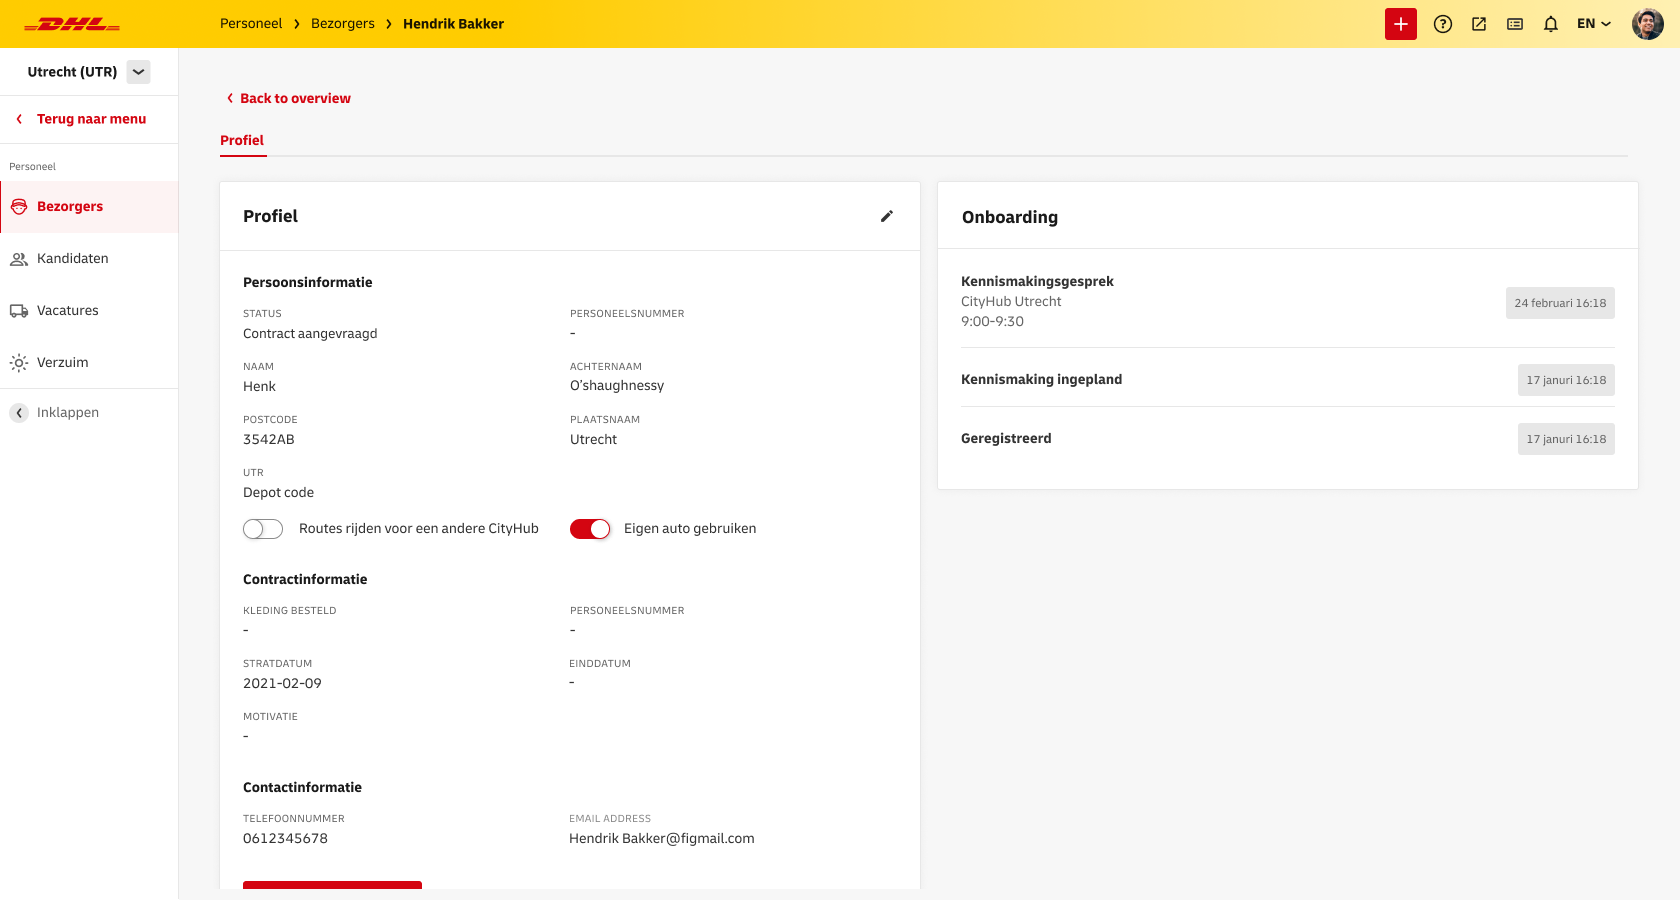 DHL
Personeel
Bezorgers
Hendrik Bakker
EN
Utrecht (UTR)
Terug naar menu
Personeel
Bezorgers
Kandidaten
Vacatures
Verzuim
Inklappen
Back to overview
Profiel
Profiel
Persoonsinformatie
STATUS
Contract aangevraagd
PERSONEELSNUMMER
-
NAAM
Henk
ACHTERNAAM
O'shaughnessy
POSTCODE
3542AB
PLAATSNAAM
Utrecht
UTR
Depot code
Routes rijden voor een andere CityHub
Eigen auto gebruiken
Contractinformatie
KLEDING BESTELD
-
PERSONEELSNUMMER
-
STRATDATUM
2021-02-09
EINDDATUM
-
MOTIVATIE
-
Contactinformatie
TELEFOONNUMMER
0612345678
EMAIL ADDRESS
Hendrik Bakker@figmail.com
Onboarding
Kennismakingsgesprek
CityHub Utrecht
9:00-9:30
24 februari 16:18
Kennismaking ingepland
17 januri 16:18
Geregistreerd
17 januri 16:18